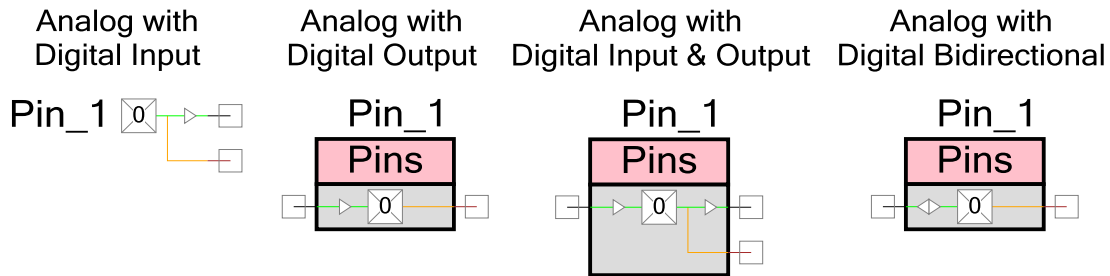 Analog with
Digital Input
Analog with
Digital Output
Analog with
Digital Input & Output
Analog with
Digital Bidirectional
Pin_1
0
Pin_1
Pins
0
Pin_1
Pins
0
Pin_1
Pins
0